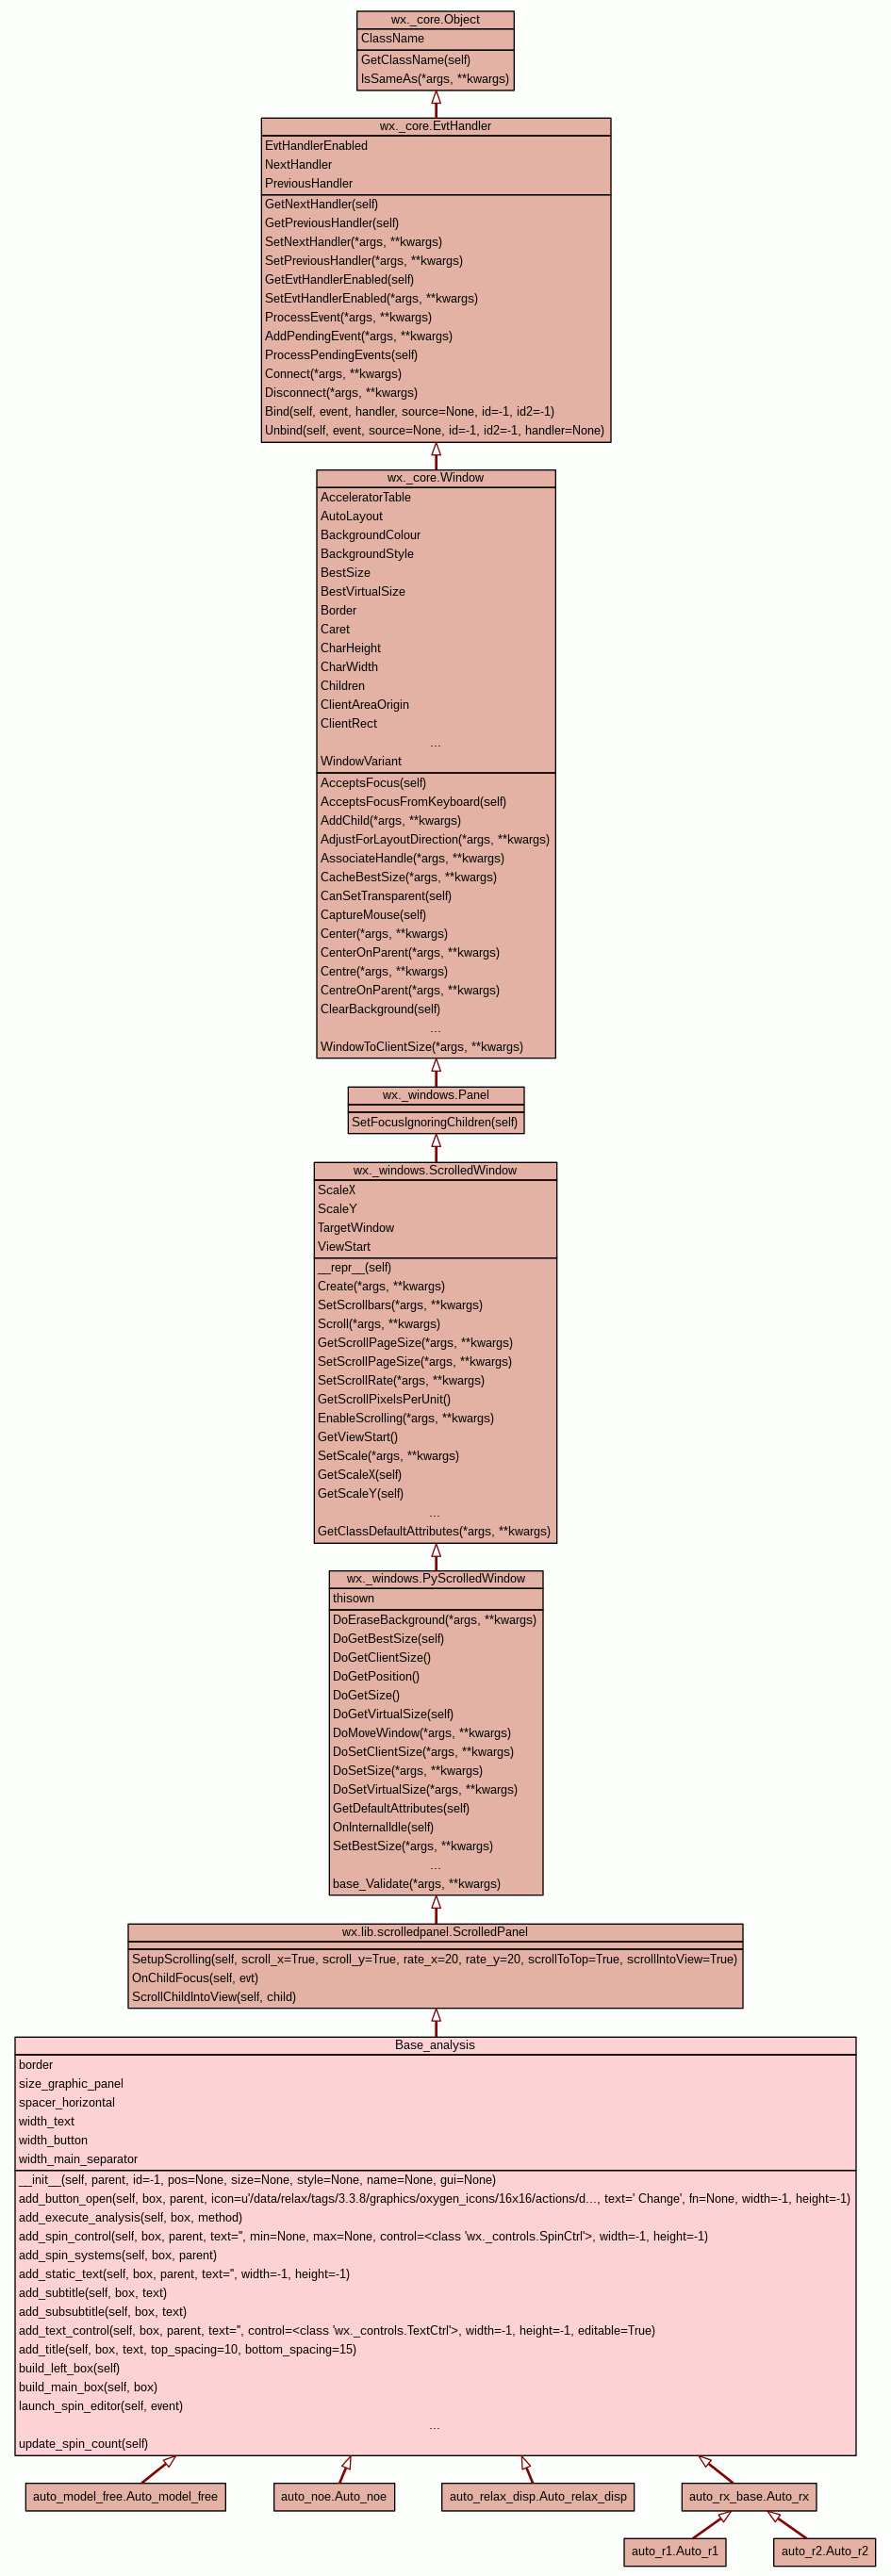 wx._core.Object
ClassName
GetClassName(self)
IsSameAs(*args, **kwargs)
wx._core.EvtHandler
EvtHandlerEnabled
NextHandler
PreviousHandler
GetNextHandler(self)
GetPreviousHandler(self)
SetNextHandler(*args, **kwargs)
SetPreviousHandler(*args, **kwargs)
GetEvtHandlerEnabled(self)
SetEvtHandlerEnabled(*args, **kwargs)
ProcessEvent(*args, **kwargs)
AddPendingEvent(*args, **kwargs)
ProcessPendingEvents(self)
Connect(*args, **kwargs)
Disconnect(*args, **kwargs)
Bind(self, event, handler, source=None, id=-1, id2=-1)
Unbind(self, event, source=None, id=-1, id2=-1, handler=None)
wx._core.Window
AcceleratorTable
AutoLayout
BackgroundColour
BackgroundStyle
BestSize
BestVirtualSize
Border
Caret
CharHeight
CharWidth
Children
ClientAreaOrigin
ClientRect
...
WindowVariant
AcceptsFocus(self)
AcceptsFocusFromKeyboard(self)
AddChild(*args, **kwargs)
AdjustForLayoutDirection(*args, **kwargs)
AssociateHandle(*args, **kwargs)
CacheBestSize(*args, **kwargs)
CanSetTransparent(self)
CaptureMouse(self)
Center(*args, **kwargs)
CenterOnParent(*args, **kwargs)
Centre(*args, **kwargs)
CentreOnParent(*args, **kwargs)
ClearBackground(self)
...
WindowToClientSize(*args, **kwargs)
wx._windows.Panel
SetFocusIgnoringChildren(self)
wx._windows.ScrolledWindow
ScaleX
ScaleY
TargetWindow
ViewStart
__repr__(self)
Create(*args, **kwargs)
SetScrollbars(*args, **kwargs)
Scroll(*args, **kwargs)
GetScrollPageSize(*args, **kwargs)
SetScrollPageSize(*args, **kwargs)
SetScrollRate(*args, **kwargs)
GetScrollPixelsPerUnit()
EnableScrolling(*args, **kwargs)
GetViewStart()
SetScale(*args, **kwargs)
GetScaleX(self)
GetScaleY(self)
...
GetClassDefaultAttributes(*args, **kwargs)
wx._windows.PyScrolledWindow
thisown
DoEraseBackground(*args, **kwargs)
DoGetBestSize(self)
DoGetClientSize()
DoGetPosition()
DoGetSize()
DoGetVirtualSize(self)
DoMoveWindow(*args, **kwargs)
DoSetClientSize(*args, **kwargs)
DoSetSize(*args, **kwargs)
DoSetVirtualSize(*args, **kwargs)
GetDefaultAttributes(self)
OnInternalIdle(self)
SetBestSize(*args, **kwargs)
...
base_Validate(*args, **kwargs)
wx.lib.scrolledpanel.ScrolledPanel
SetupScrolling(self, scroll_x=True, scroll_y=True, rate_x=20, rate_y=20, scrollToTop=True, scrollIntoView=True)
OnChildFocus(self, evt)
ScrollChildIntoView(self, child)
Base_analysis
border
size_graphic_panel
spacer_horizontal
width_text
width_button
width_main_separator
__init__(self, parent, id=-1, pos=None, size=None, style=None, name=None, gui=None)
add_button_open(self, box, parent, icon=u'/data/relax/tags/3.3.8/graphics/oxygen_icons/16x16/actions/d..., text=' Change', fn=None, width=-1, height=-1)
add_execute_analysis(self, box, method)
add_spin_control(self, box, parent, text='', min=None, max=None, control=<class 'wx._controls.SpinCtrl'>, width=-1, height=-1)
add_spin_systems(self, box, parent)
add_static_text(self, box, parent, text='', width=-1, height=-1)
add_subtitle(self, box, text)
add_subsubtitle(self, box, text)
add_text_control(self, box, parent, text='', control=<class 'wx._controls.TextCtrl'>, width=-1, height=-1, editable=True)
add_title(self, box, text, top_spacing=10, bottom_spacing=15)
build_left_box(self)
build_main_box(self, box)
launch_spin_editor(self, event)
...
update_spin_count(self)
auto_model_free.Auto_model_free
auto_noe.Auto_noe
auto_relax_disp.Auto_relax_disp
auto_rx_base.Auto_rx
auto_r1.Auto_r1
auto_r2.Auto_r2